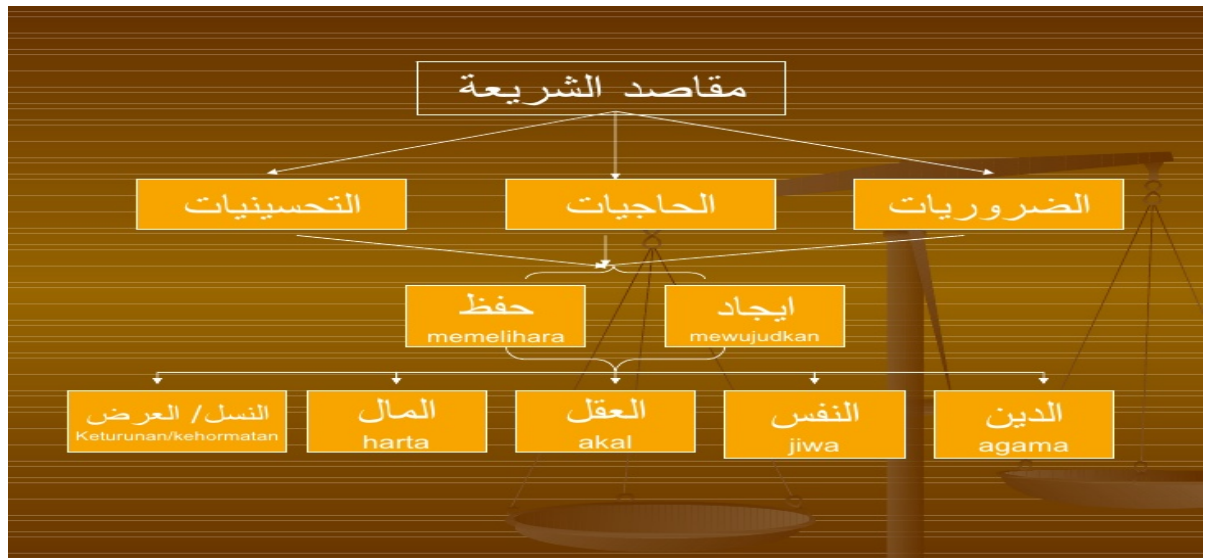 مقاصد الشريعة
الضروريات
الحاجيات
التحسينيات
ايجاد
mewujudkan
حفظ
memelihara
الدين
agama
النفس
jiwa
العقل
akal
المال
harta
النسل/ العرض
Keturunan/kehormatan